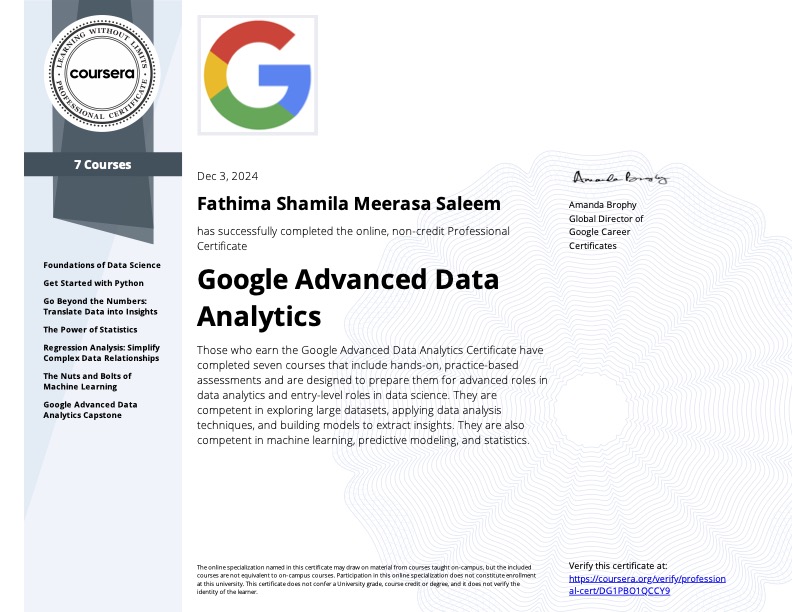 LEARNING WITHOUT LIMITS
coursera
PROFESSIONAL CERTIFICATE
7 Courses
Foundations of Data Science
Get Started with Python
Go Beyond the Numbers:
Translate Data into Insights
The Power of Statistics
Regression Analysis: Simplify
Complex Data Relationships
The Nuts and Bolts of
Machine Learning
Google Advanced Data
Analytics Capstone
G
Dec 3, 2024
Fathima Shamila Meerasa Saleem
has successfully completed the online, non-credit Professional
Certificate
Google Advanced Data
Analytics
Those who earn the Google Advanced Data Analytics Certificate have
completed seven courses that include hands-on, practice-based
assessments and are designed to prepare them for advanced roles in
data analytics and entry-level roles in data science. They are
competent in exploring large datasets, applying data analysis
techniques, and building models to extract insights. They are also
competent in machine learning, predictive modeling, and statistics.
Amanda Brophy
Amanda Brophy
Global Director of
Google Career
Certificates
The online specialization named in this certificate may draw on material from courses taught on-campus, but the included
courses are not equivalent to on-campus courses. Participation in this online specialization does not constitute enrollment
at this university. This certificate does not confer a University grade, course credit or degree, and it does not verify the
identity of the learner.
Verify this certificate at:
https://coursera.org/verify/profession
al-cert/DG1PBO1QCCY9